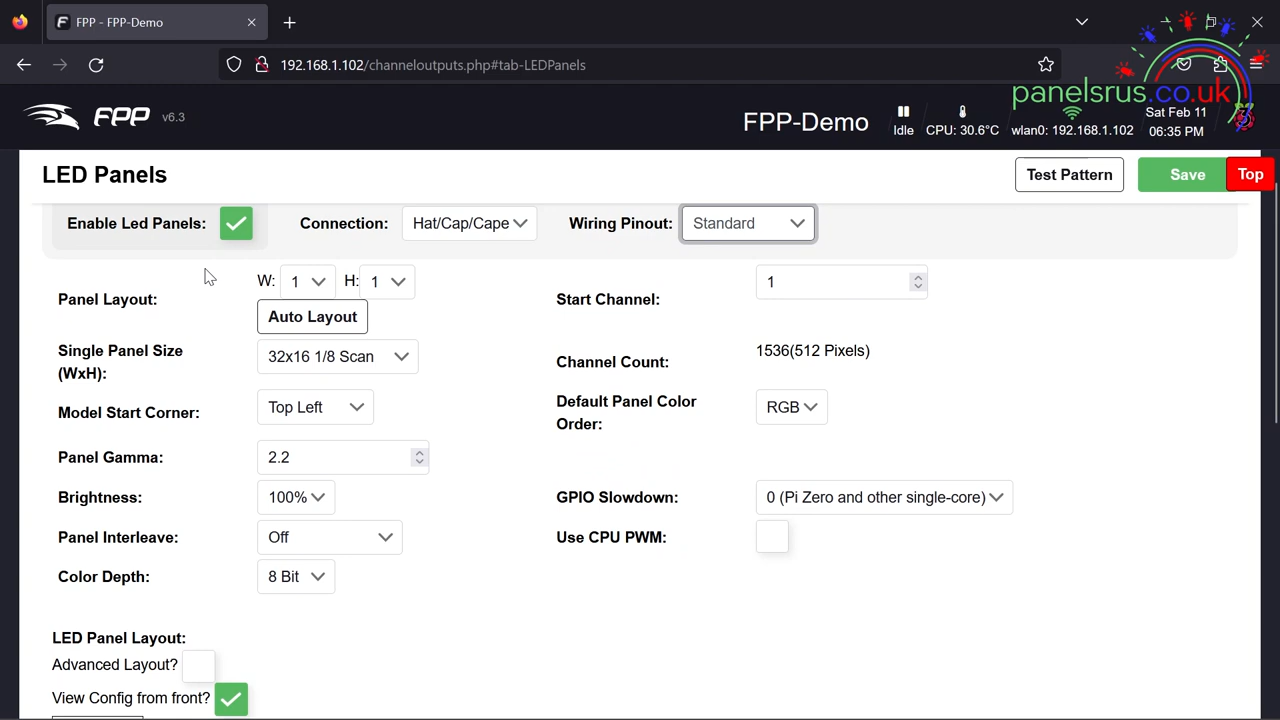 FPP - FPP-Demo
192.168.1.102/channeloutputs.php#tab-LEDPanels
panelsrus.co.uk
FPP v6.3
FPP-Demo
Idle
CPU: 30.6°C
wlan0: 192.168.1.102
Sat Feb 11
06:35 PM
LED Panels
Test Pattern
Save
Top
Enable Led Panels:
Connection: Hat/Cap/Cape
Wiring Pinout: Standard
Panel Layout: W: 1 H: 1
Auto Layout
Start Channel: 1
Single Panel Size
(WxH): 32x16 1/8 Scan
Channel Count: 1536(512 Pixels)
Model Start Corner: Top Left
Default Panel Color
Order: RGB
Panel Gamma: 2.2
Brightness: 100%
GPIO Slowdown: 0 (Pi Zero and other single-core)
Panel Interleave: Off
Use CPU PWM:
Color Depth: 8 Bit
LED Panel Layout:
Advanced Layout?
View Config from front?